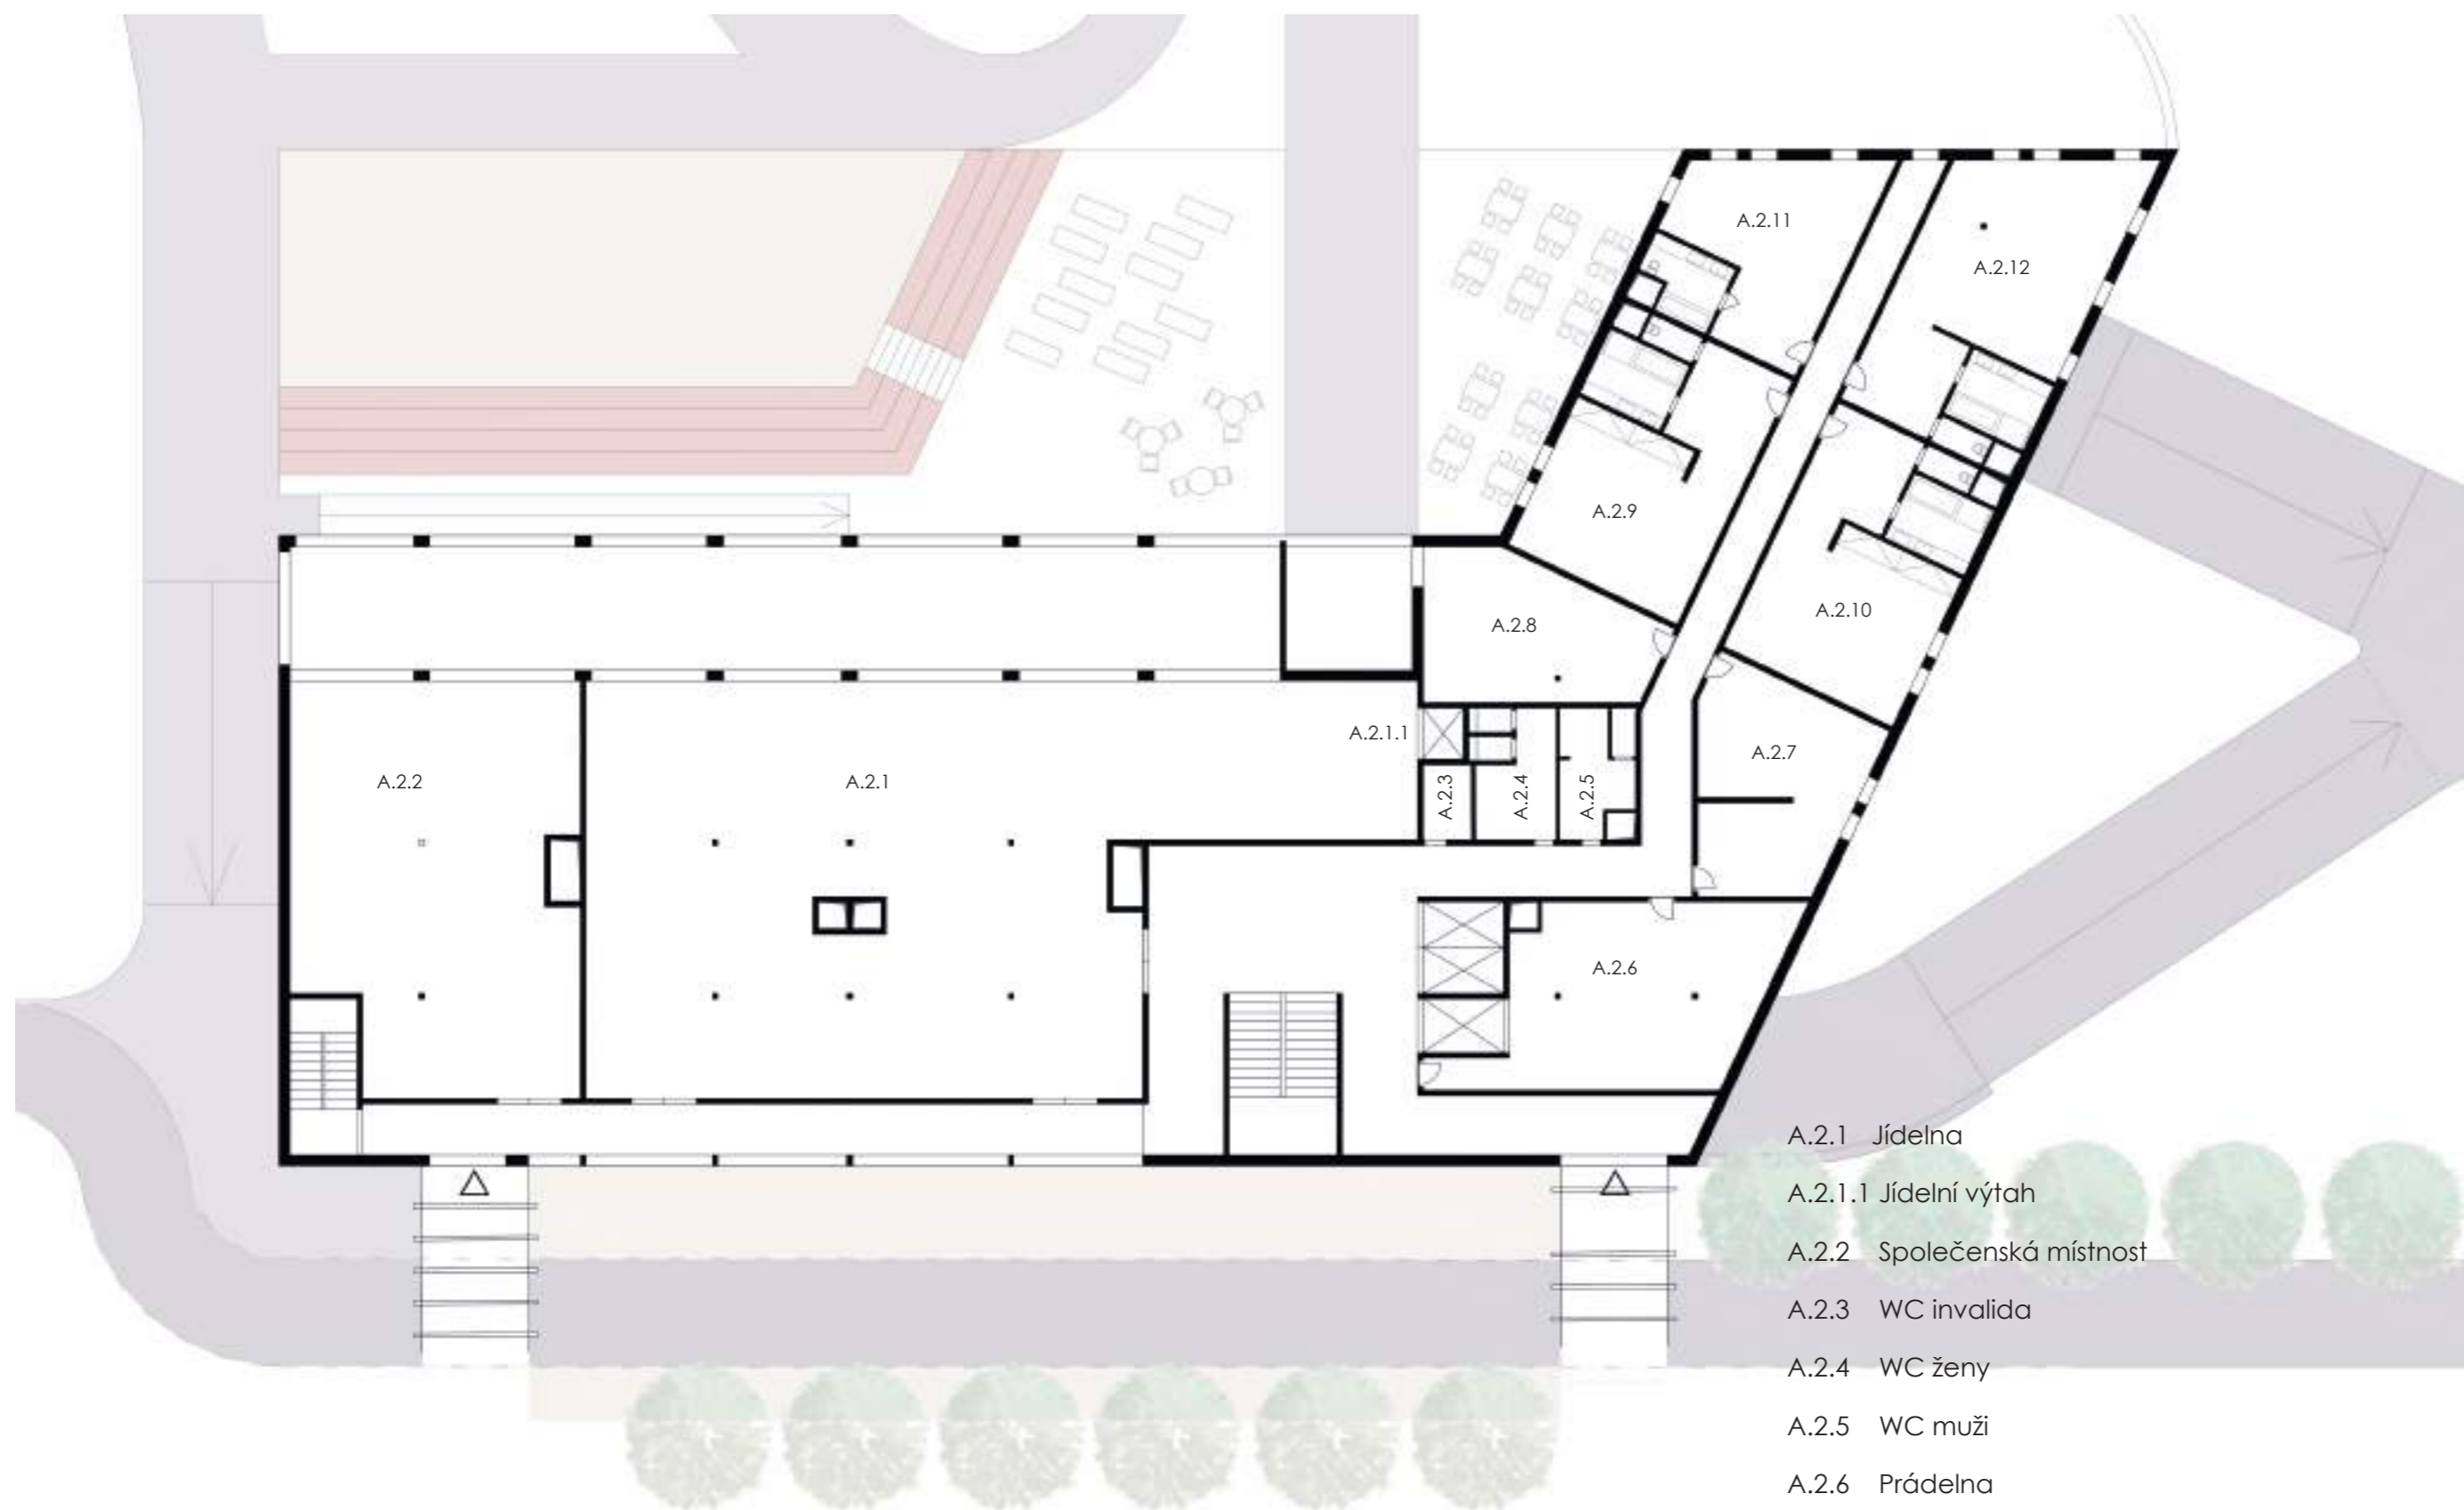 A.2.11
A.2.12
A.2.9
A.2.10
A.2.8
A.2.1.1
A.2.7
A.2.2
A.2.1
A.2.3
A.2.4
A.2.5
A.2.6
A.2.1 Jídelna
A.2.1.1 Jídelní výtah
A.2.2 Společenská místnost
A.2.3 WC invalida
A.2.4 WC ženy
A.2.5 WC muži
A.2.6 Prádelna